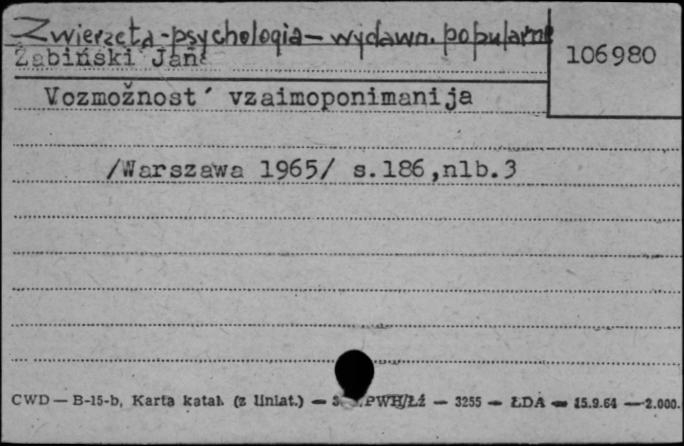 Zwierzęta - psychologia - wydawn. popularne
106980
Żabiński Jan
Vozmožnost´ vzaimoponimanija
/Warszawa 1965/ s.186,nlb.3
CWD — B-15-b, Karta katal. (z liniat.) — PWH/Łź — 3255 — ŁDA — 15.9.64 — 2.000.